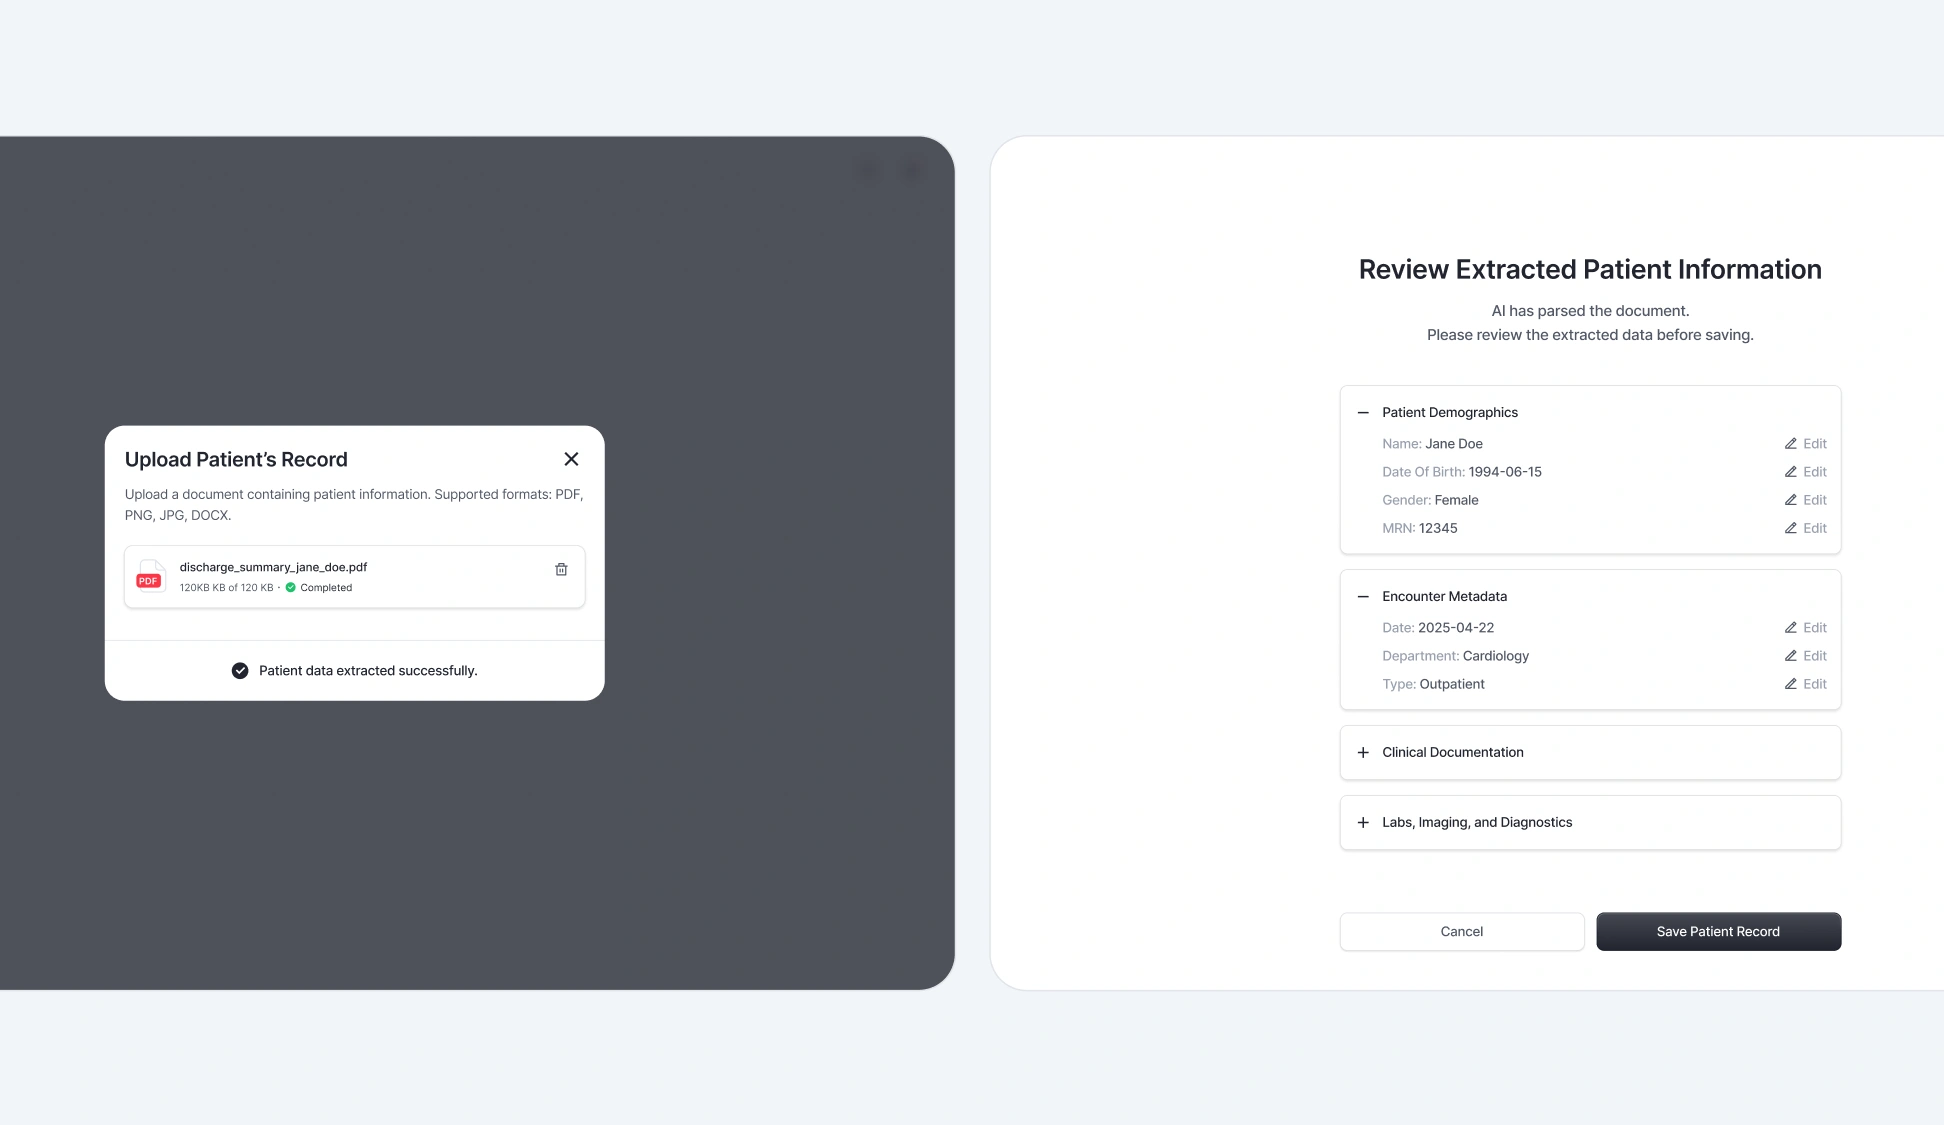 Upload Patient’s Record
Upload a document containing patient information. Supported formats: PDF,
PNG, JPG, DOCX.
PDF
discharge_summary_jane_doe.pdf
120KB KB of 120 KB · Completed
Patient data extracted successfully.
Review Extracted Patient Information
AI has parsed the document.
Please review the extracted data before saving.
Patient Demographics
Name: Jane Doe Edit
Date Of Birth: 1994-06-15 Edit
Gender: Female Edit
MRN: 12345 Edit
Encounter Metadata
Date: 2025-04-22 Edit
Department: Cardiology Edit
Type: Outpatient Edit
Clinical Documentation
Labs, Imaging, and Diagnostics
Cancel Save Patient Record